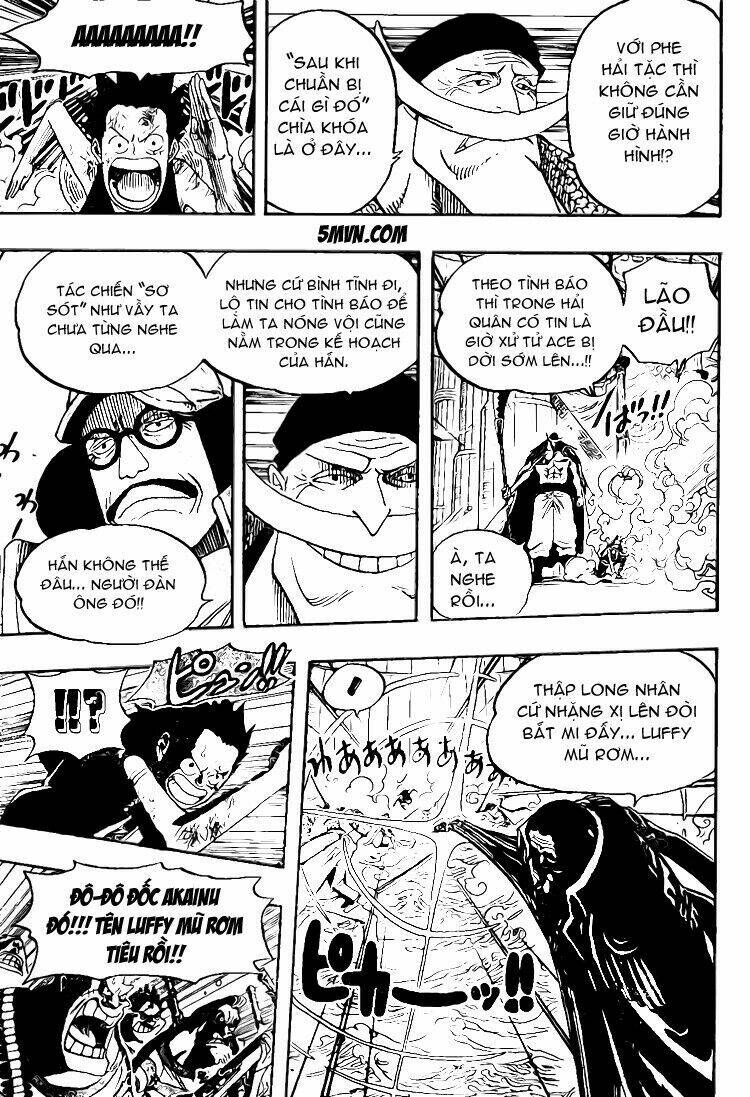 VỚI PHE
HẢI TẶC THÌ
KHÔNG CẦN
GIỮ ĐÚNG
GIỜ HÀNH
HÌNH!?
"SAU KHI
CHUẨN BỊ
CÁI GÌ ĐÓ"
CHÌA KHÓA
LÀ Ở ĐÂY...
AAAAAAAAA!!
5MVN.COM
LÃO
ĐẦU!!
THEO TÌNH BÁO
THÌ TRONG HẢI
QUÂN CÓ TIN LÀ
GIỜ XỬ TỬ ACE BỊ
DỜI SỚM LÊN...!!
À, TA
NGHE
RỒI...
NHƯNG CỨ BÌNH TĨNH ĐI,
LỘ TIN CHO TÌNH BÁO ĐỂ
LÀM TA NÓNG VỘI CŨNG
NẰM TRONG KẾ HOẠCH
CỦA HẮN.
TÁC CHIẾN "SƠ
SÓT" NHƯ VẦY TA
CHƯA TỪNG NGHE
QUA...
HẮN KHÔNG THỂ
ĐÂU... NGƯỜI ĐÀN
ÔNG ĐÓ!!
THẬP LONG NHÂN
CỨ NHẶNG XỊ LÊN ĐÒI
BẮT MI ĐẤY... LUFFY
MŨ RƠM...
ピカーーッ!!
!!?
ĐÔ-ĐÔ ĐỐC AKAINU
ĐÓ!!! TÊN LUFFY MŨ RƠM
TIÊU RỒI!!